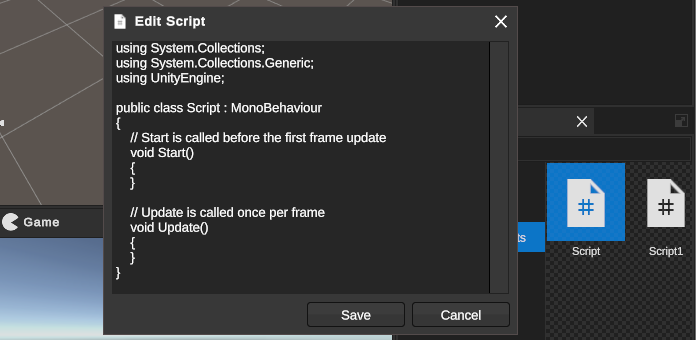 Edit Script
using System.Collections;
using System.Collections.Generic;
using UnityEngine;
public class Script : MonoBehaviour
{
// Start is called before the first frame update
void Start()
{
}
// Update is called once per frame
void Update()
{
}
}
Save
Cancel
Game
ts
Script
Script1